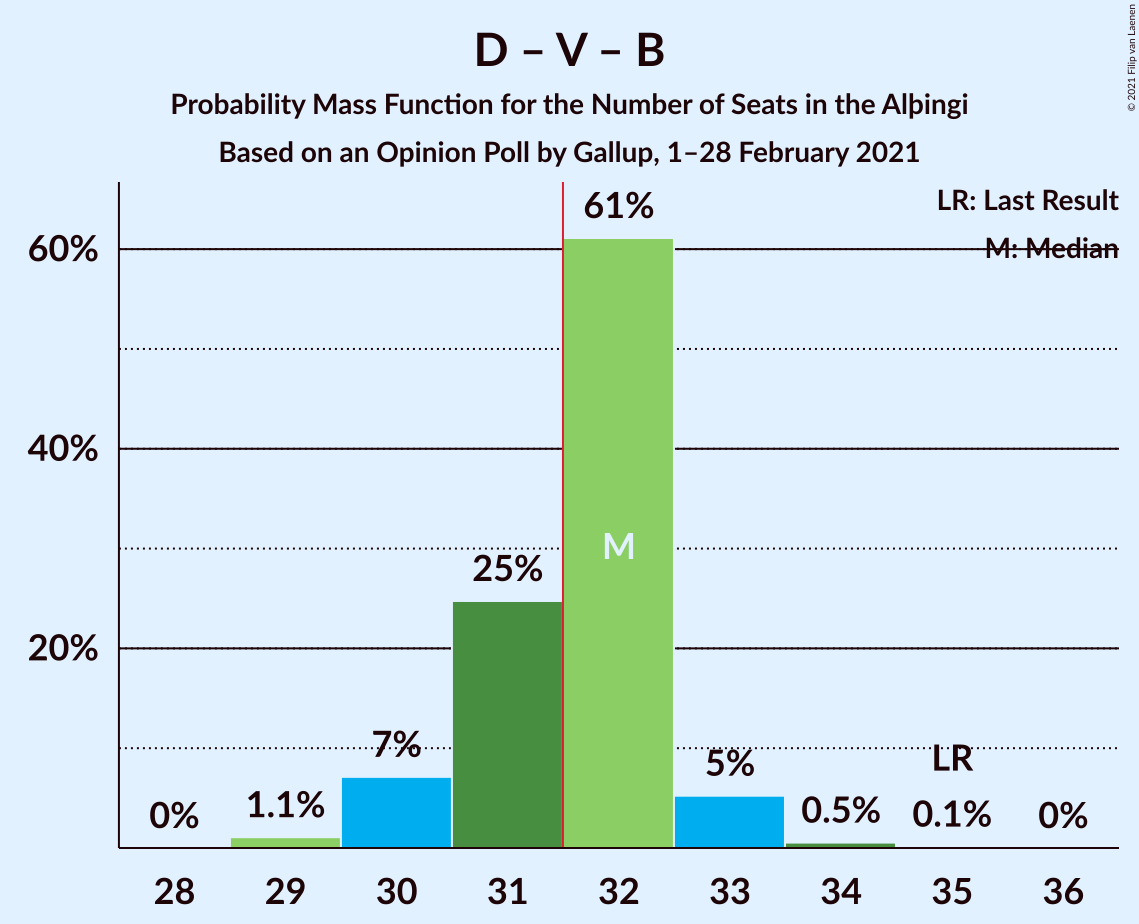 D – V – B
Probability Mass Function for the Number of Seats in the Alþingi
Based on an Opinion Poll by Gallup, 1–28 February 2021
© 2021 Filip van Laenen
LR: Last Result
M: Median
60%
40%
20%
0%
1.1%
7%
25%
61%
M
5%
0.5%
LR
0.1%
0%
28 29 30 31 32 33 34 35 36